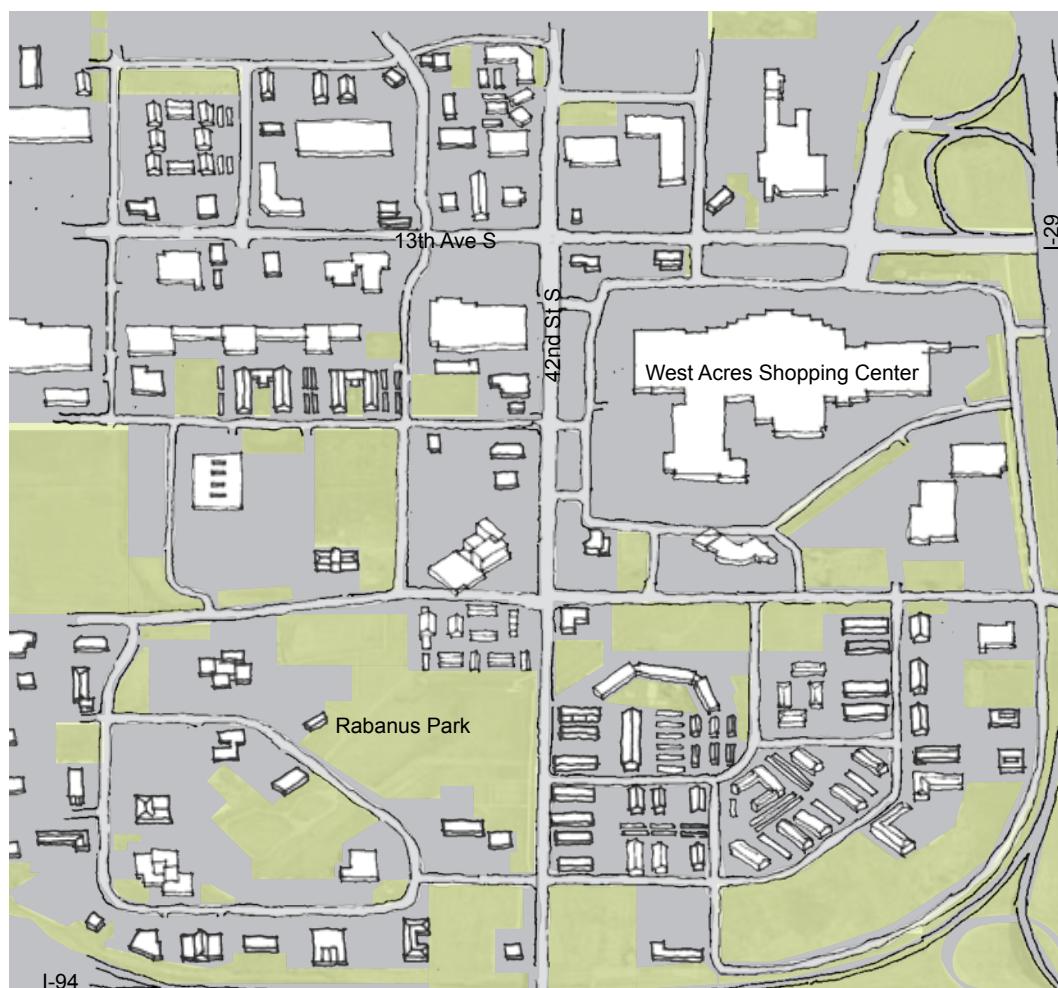 13th Ave S
I-29
42nd St. S
West Acres Shopping Center
Rabanus Park
I-94